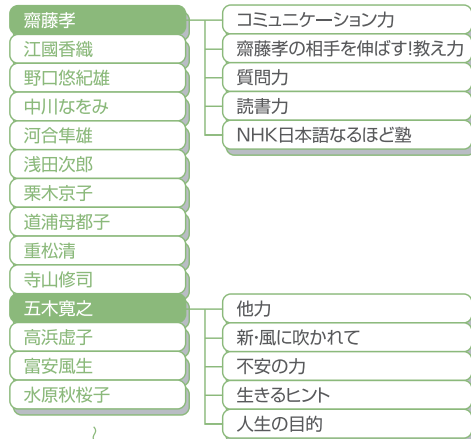 齋藤孝
コミュニケーション力
齋藤孝の相手を伸ばす!教え力
質問力
読書力
NHK日本語なるほど塾
江國香織
野口悠紀雄
中川なをみ
河合隼雄
浅田次郎
栗木京子
道浦母都子
重松清
寺山修司
五木寛之
他力
新・風に吹かれて
不安の力
生きるヒント
人生の目的
高浜虚子
富安風生
水原秋桜子
〜